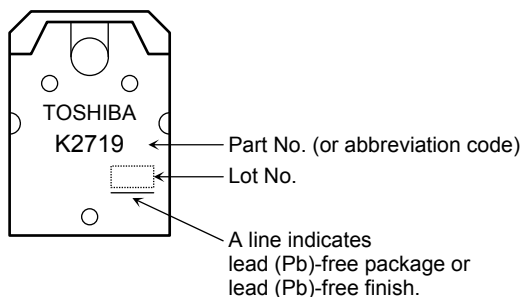 TOSHIBA
K2719
Part No. (or abbreviation code)
Lot No.
A line indicates
lead (Pb)-free package or
lead (Pb)-free finish.